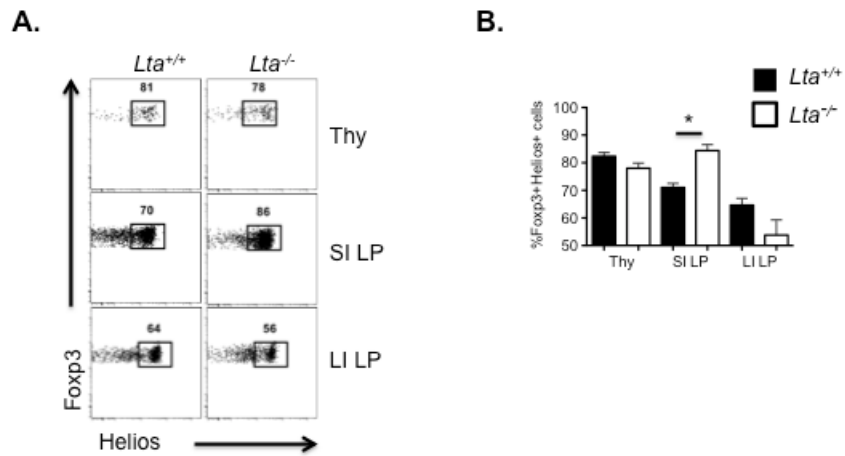 A.
Lta+/+ Lta-/-
81 78
Thy
70 86
SI LP
64 56
LI LP
Foxp3
Helios
B.
Lta+/+
Lta-/-
%Foxp3+Helios+ cells
100
90
80
70
60
50
*
Thy SI LP LI LP